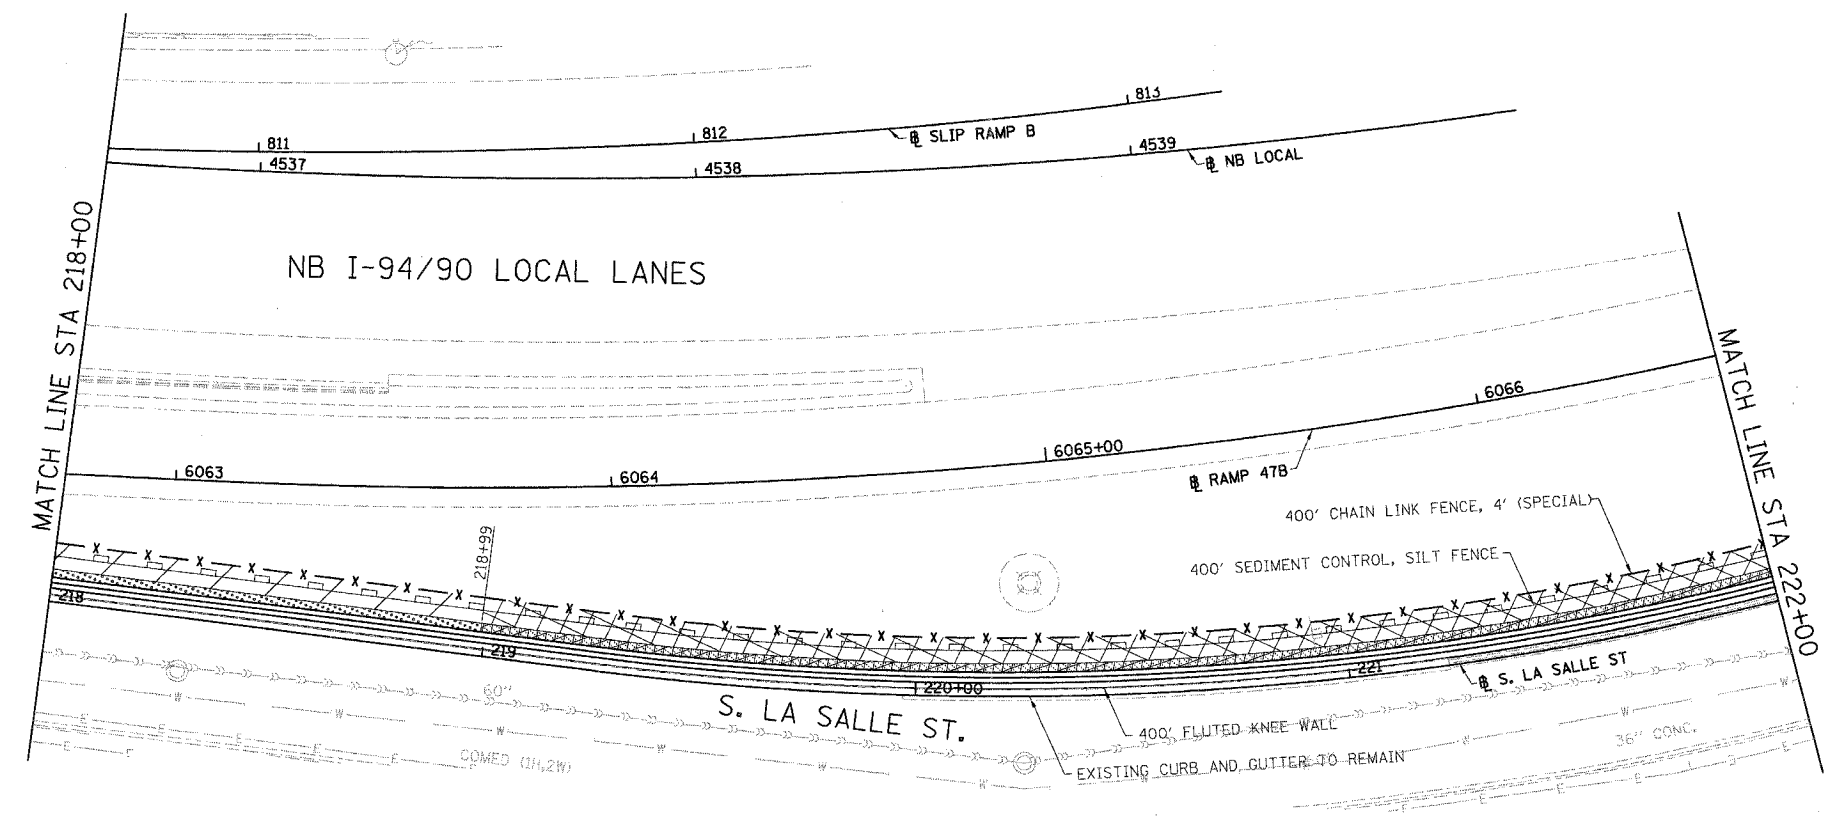 813
811
812
℄ SLIP RAMP B
4537
4538
4539
℄ NB LOCAL
MATCH LINE STA 218+00
NB I-94/90 LOCAL LANES
MATCH LINE STA 222+00
6063
6064
6065+00
6066
℄ RAMP 47B
400' CHAIN LINK FENCE, 4' (SPECIAL)
400' SEDIMENT CONTROL, SILT FENCE
218+99
218
219
220+00
221
℄ S. LA SALLE ST
60"
S. LA SALLE ST.
400' FLUTED KNEE WALL
EXISTING CURB AND GUTTER TO REMAIN
COMED (1H,2W)
36" CONC.